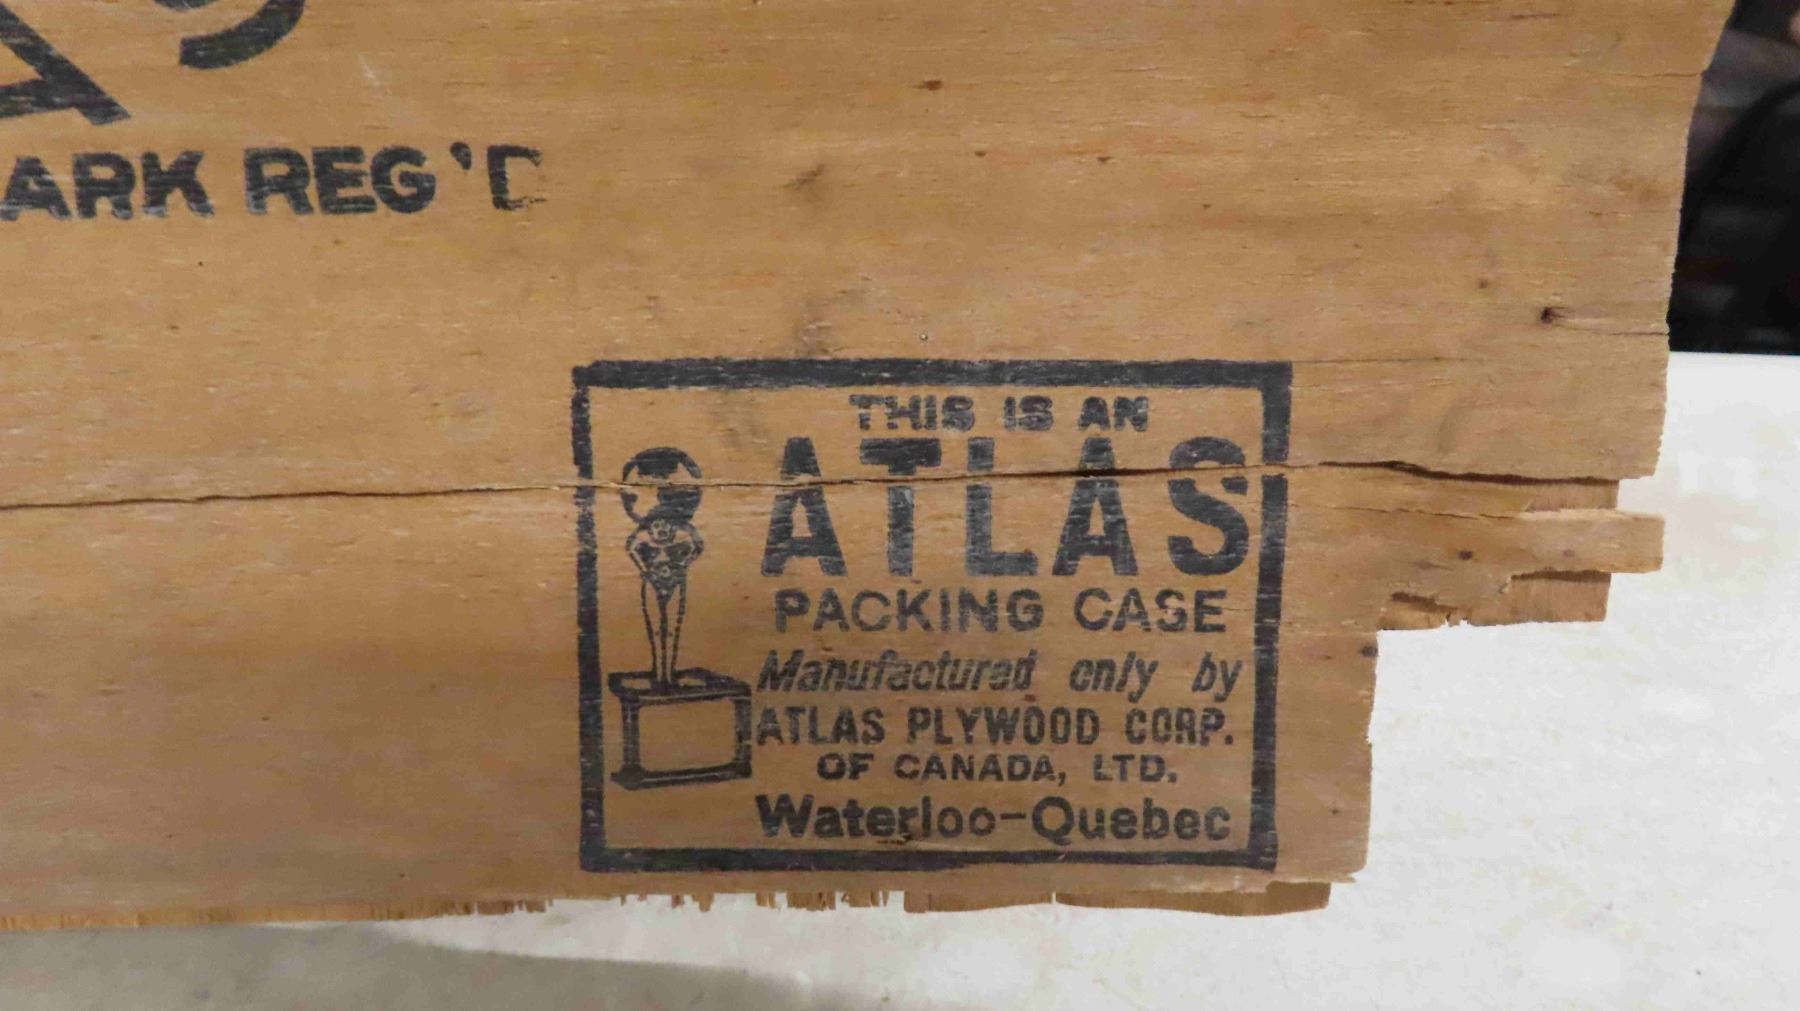 ARK REG'D
THIS IS AN
ATLAS
PACKING CASE
Manufactured only by
ATLAS PLYWOOD CORP.
OF CANADA, LTD.
Waterloo-Quebec